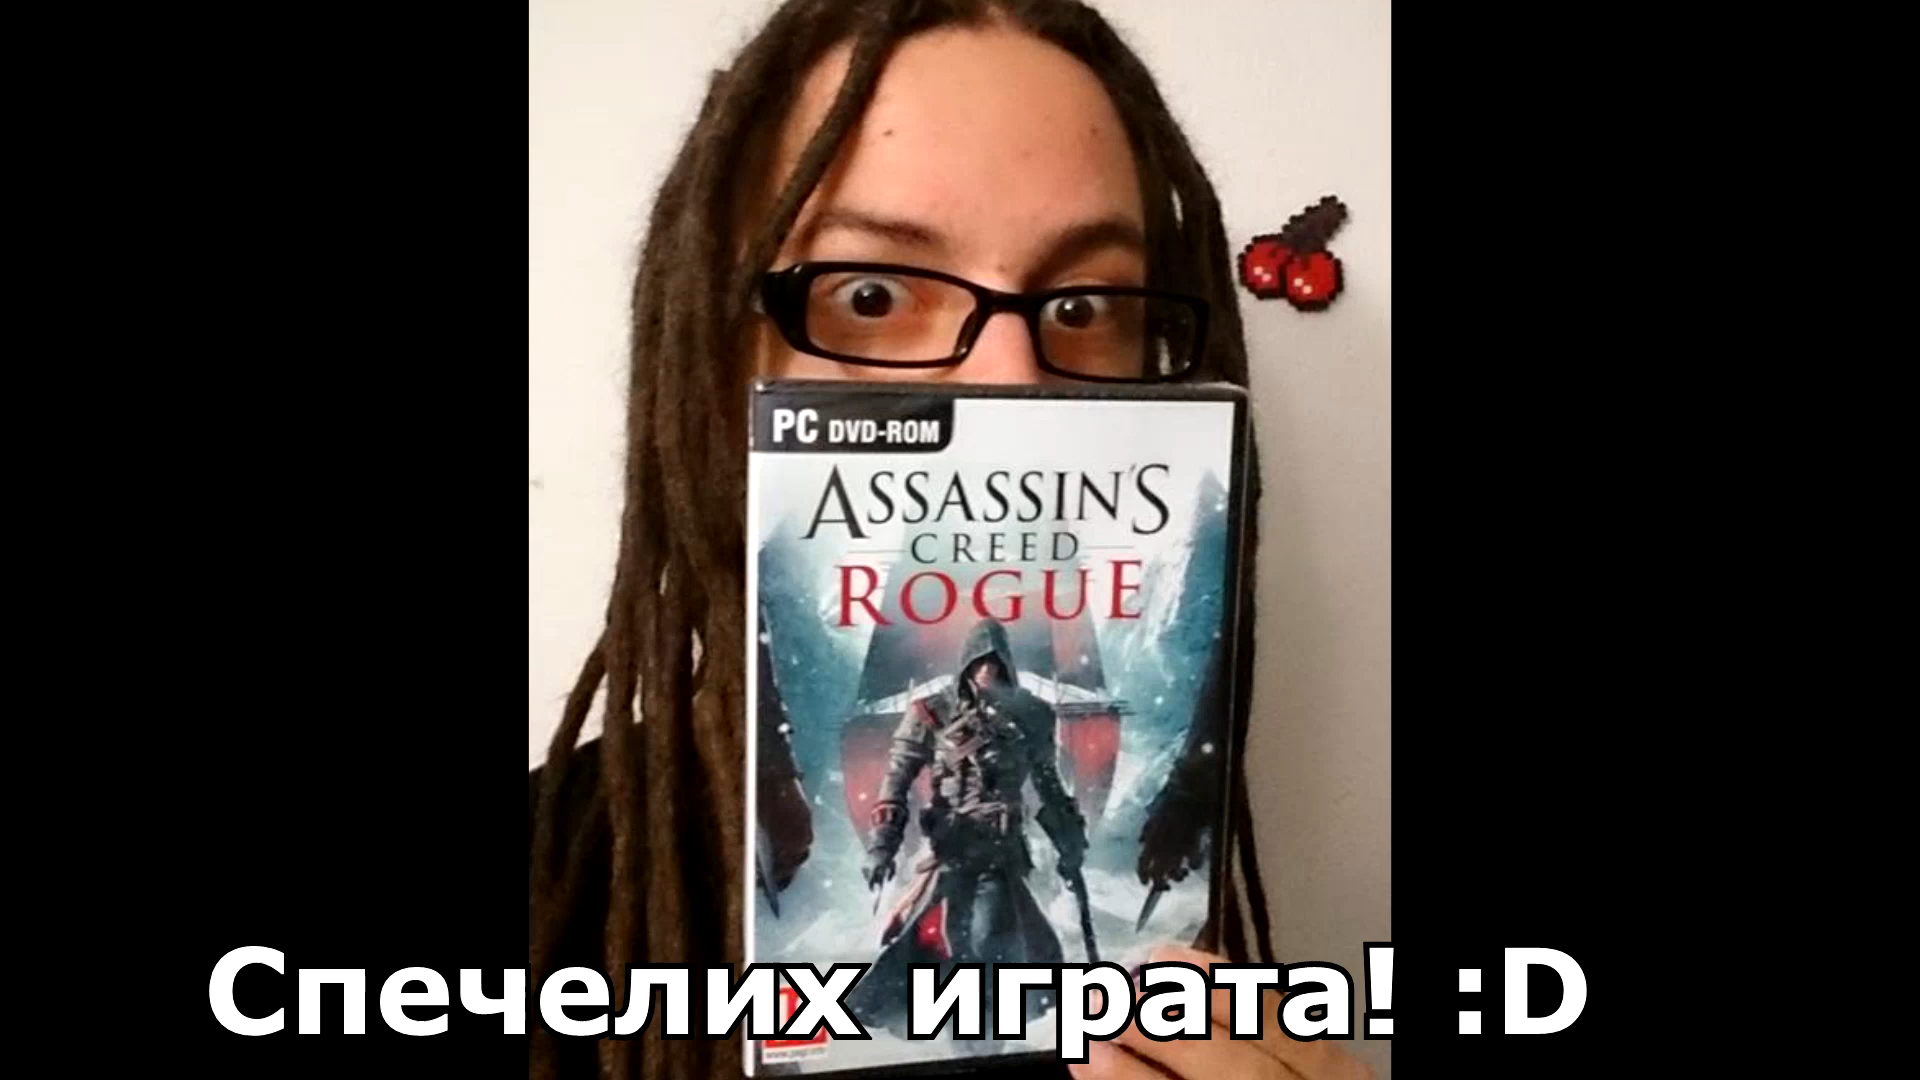 PC DVD-ROM
ASSASSIN'S
CREED
ROGUE
Спечелих играта! :D